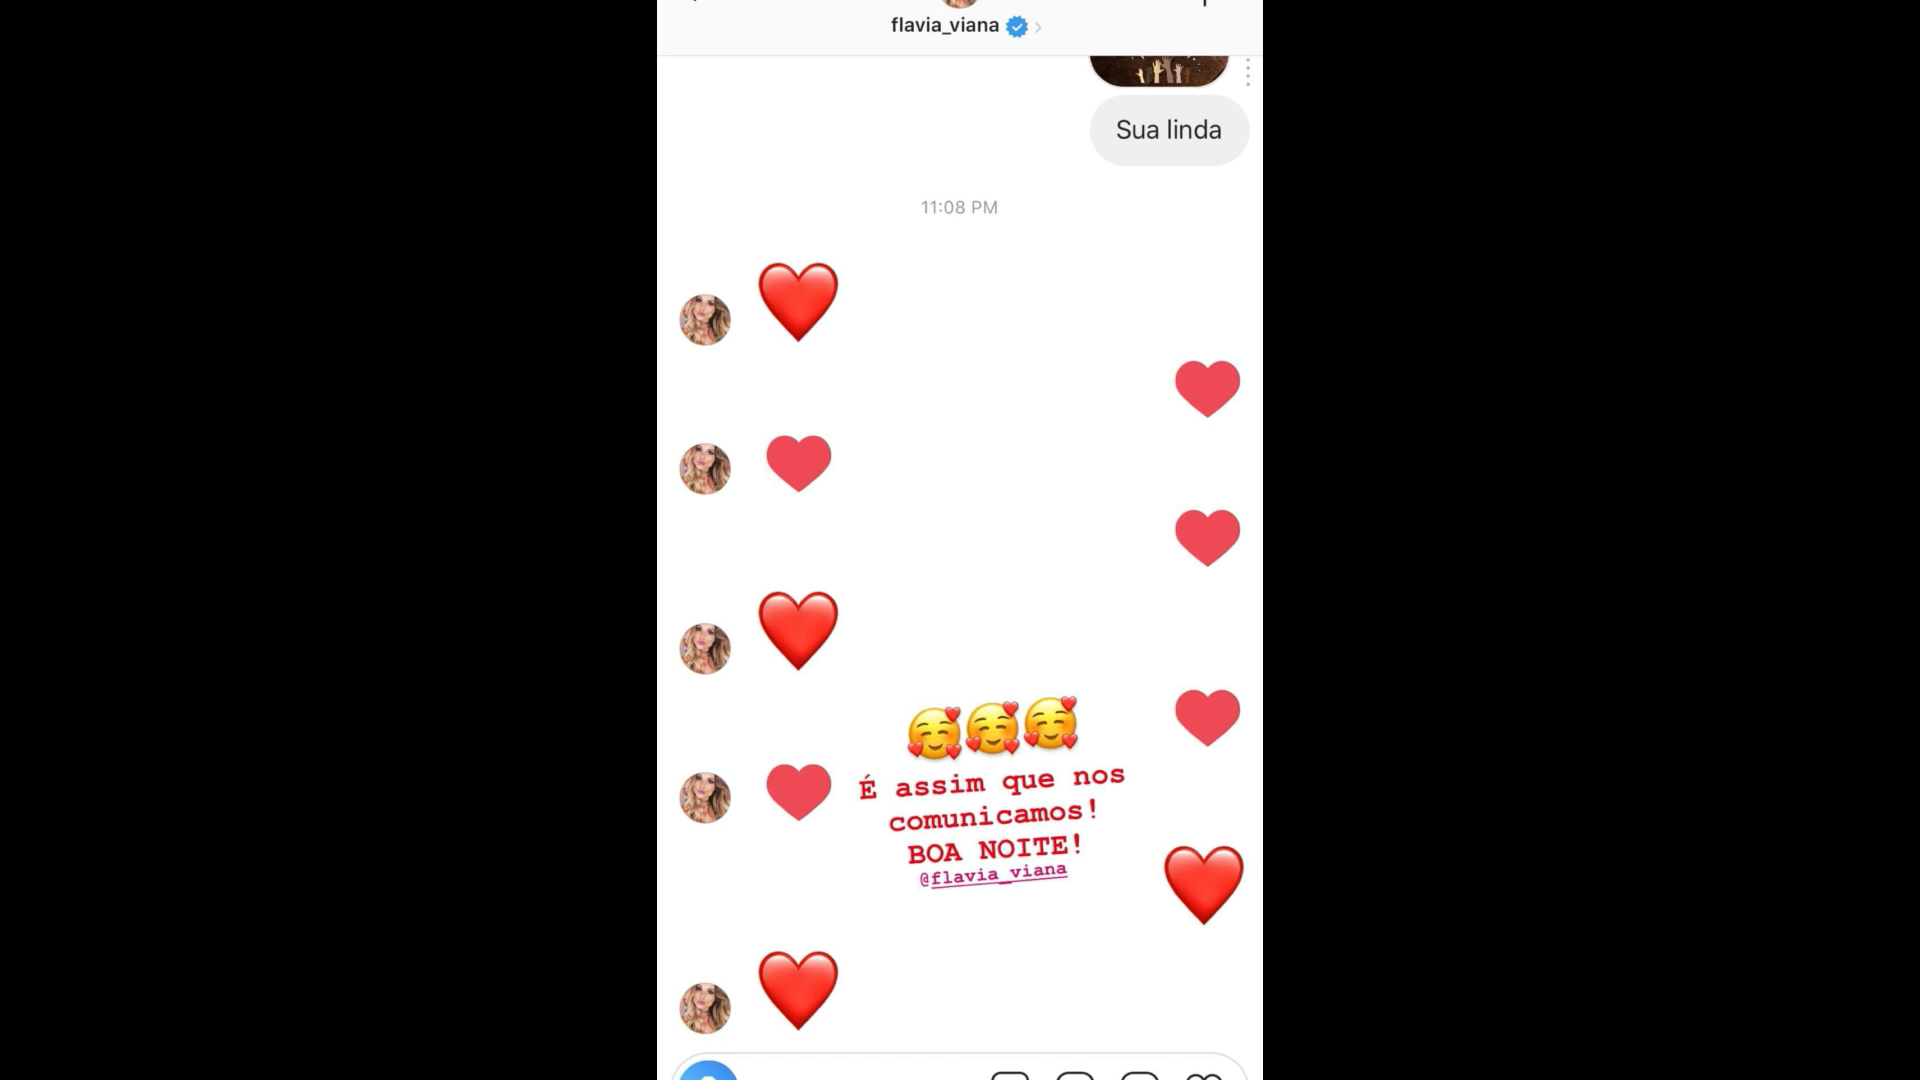 flavia_viana
Sua linda
11:08 PM
É assim que nos
comunicamos!
BOA NOITE!
@flavia_viana